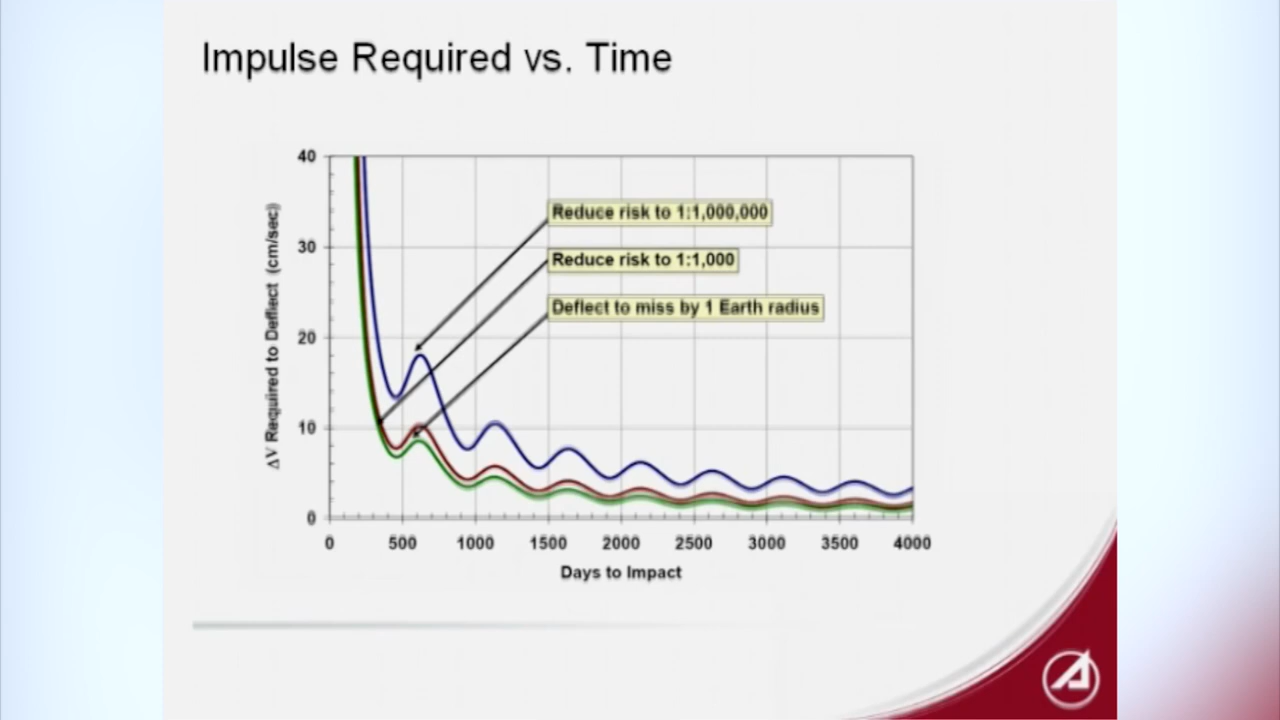 Impulse Required vs. Time
ΔV Required to Deflect (cm/sec)
40
30
20
10
0
Reduce risk to 1:1,000,000
Reduce risk to 1:1,000
Deflect to miss by 1 Earth radius
0 500 1000 1500 2000 2500 3000 3500 4000
Days to Impact